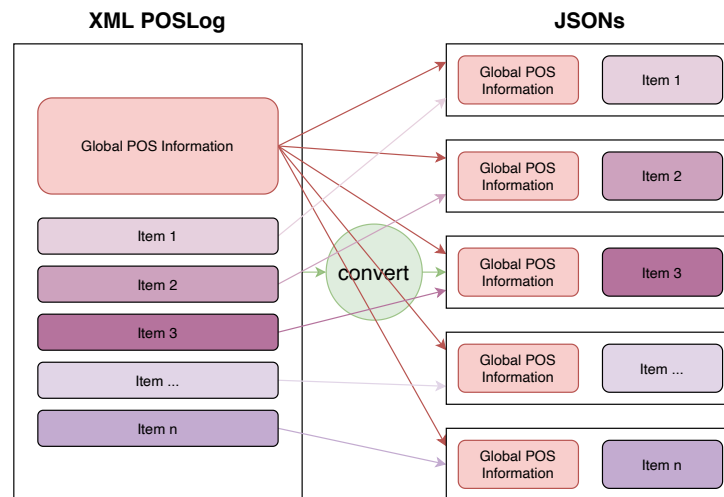 XML POSLog
Global POS Information
Item 1
Item 2
Item 3
Item ...
Item n
convert
JSONs
Global POS
Information
Item 1
Global POS
Information
Item 2
Global POS
Information
Item 3
Global POS
Information
Item ...
Global POS
Information
Item n